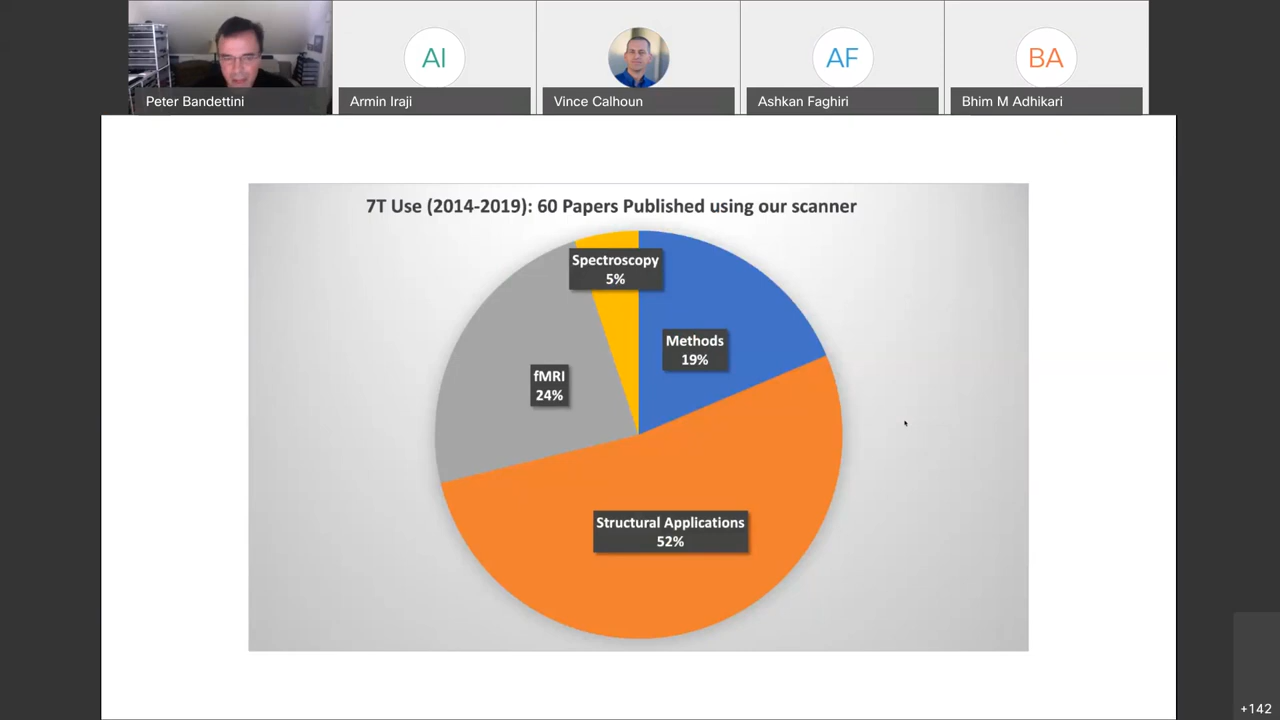 AI
AF
BA
Peter Bandettini
Armin Iraji
Vince Calhoun
Ashkan Faghiri
Bhim M Adhikari
7T Use (2014-2019): 60 Papers Published using our scanner
Spectroscopy
5%
Methods
19%
fMRI
24%
Structural Applications
52%
+142